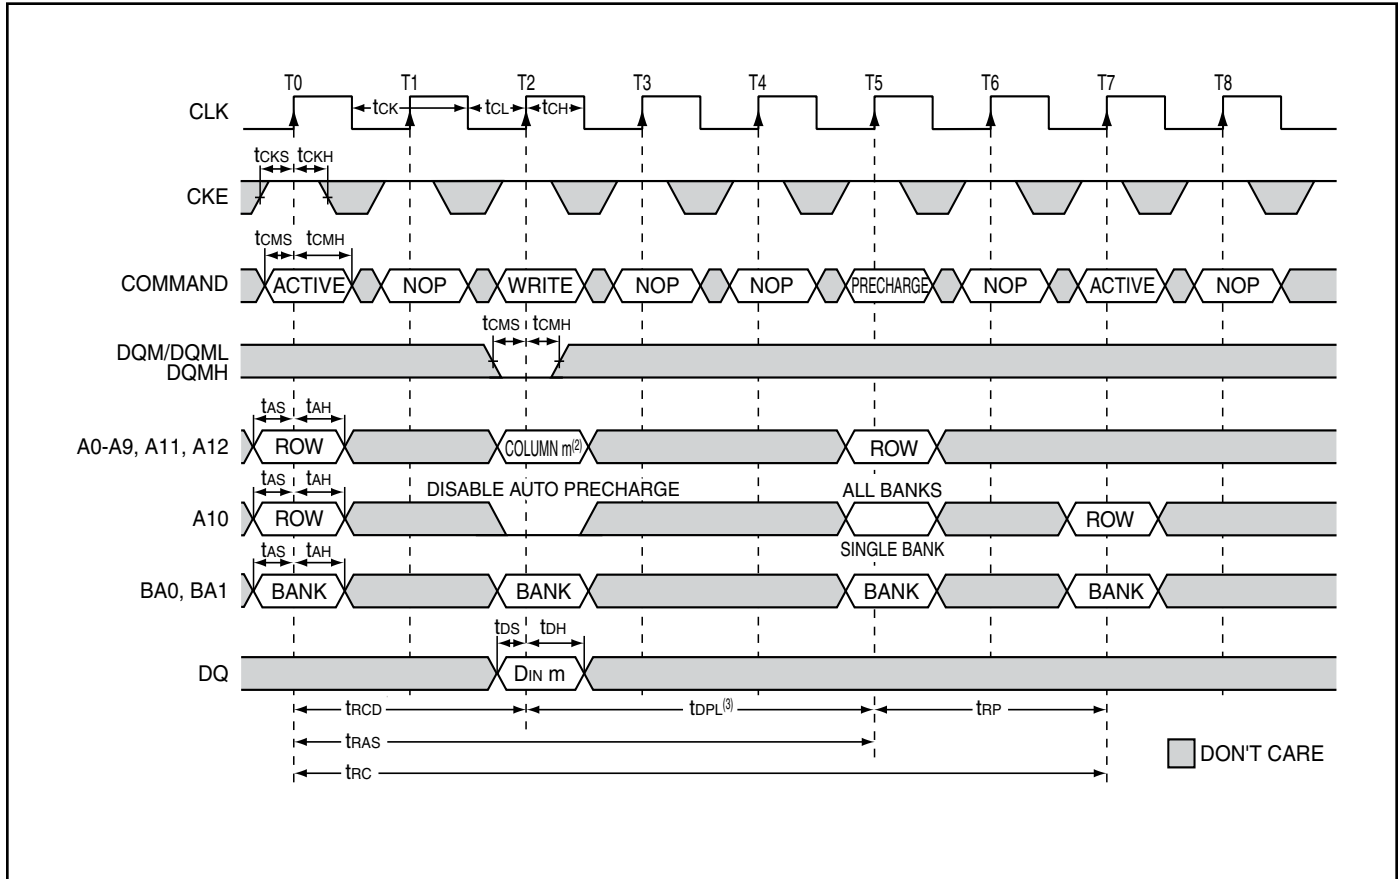 T0 T1 T2 T3 T4 T5 T6 T7 T8
CLK tCK tCL tCH
tCKS tCKH
CKE
tCMS tCMH
COMMAND ACTIVE NOP WRITE NOP NOP PRECHARGE NOP ACTIVE NOP
tCMS tCMH
DQM/DQML
DQMH
tAS tAH
A0-A9, A11, A12 ROW COLUMN m(2) ROW
tAS tAH DISABLE AUTO PRECHARGE ALL BANKS
A10 ROW ROW
tAS tAH SINGLE BANK
BA0, BA1 BANK BANK BANK BANK
tDS tDH
DQ DIN m
tRCD tDPL(3) tRP
tRAS
DON'T CARE
tRC